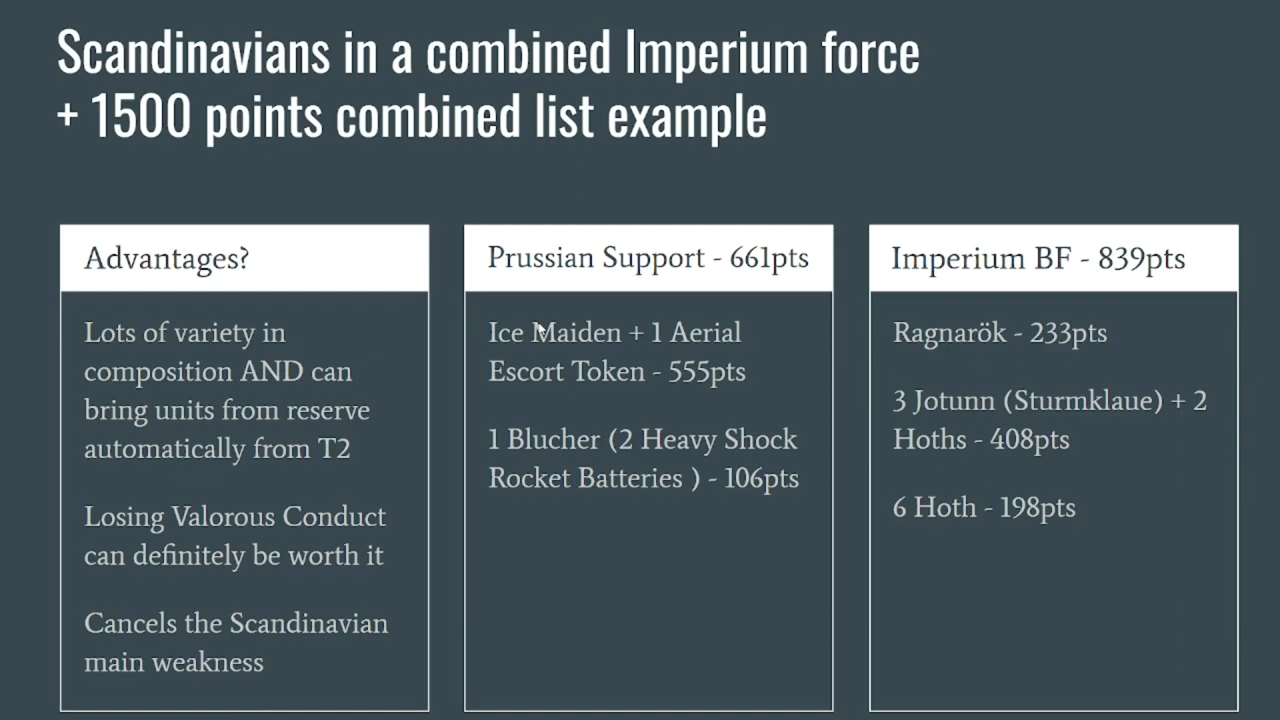 Scandinavians in a combined Imperium force
+ 1500 points combined list example
Advantages?
Lots of variety in
composition AND can
bring units from reserve
automatically from T2
Losing Valorous Conduct
can definitely be worth it
Cancels the Scandinavian
main weakness
Prussian Support - 661pts
Ice Maiden + 1 Aerial
Escort Token - 555pts
1 Blucher (2 Heavy Shock
Rocket Batteries ) - 106pts
Imperium BF - 839pts
Ragnarök - 233pts
3 Jotunn (Sturmklaue) + 2
Hoths - 408pts
6 Hoth - 198pts